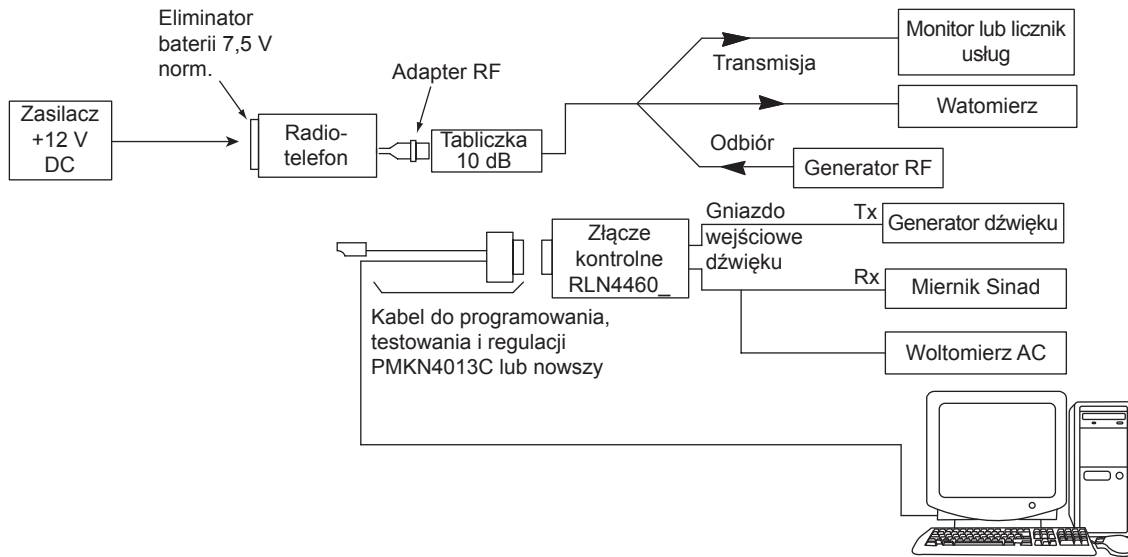 Eliminator
baterii 7,5 V
norm.
Adapter RF
Zasilacz
+12 V
DC
Radio-
telefon
Tabliczka
10 dB
Transmisja
Monitor lub licznik
usług
Watomierz
Odbiór
Generator RF
Złącze
kontrolne
RLN4460_
Gniazdo
wejściowe
dźwięku
Tx
Generator dźwięku
Rx
Miernik Sinad
Woltomierz AC
Kabel do programowania,
testowania i regulacji
PMKN4013C lub nowszy